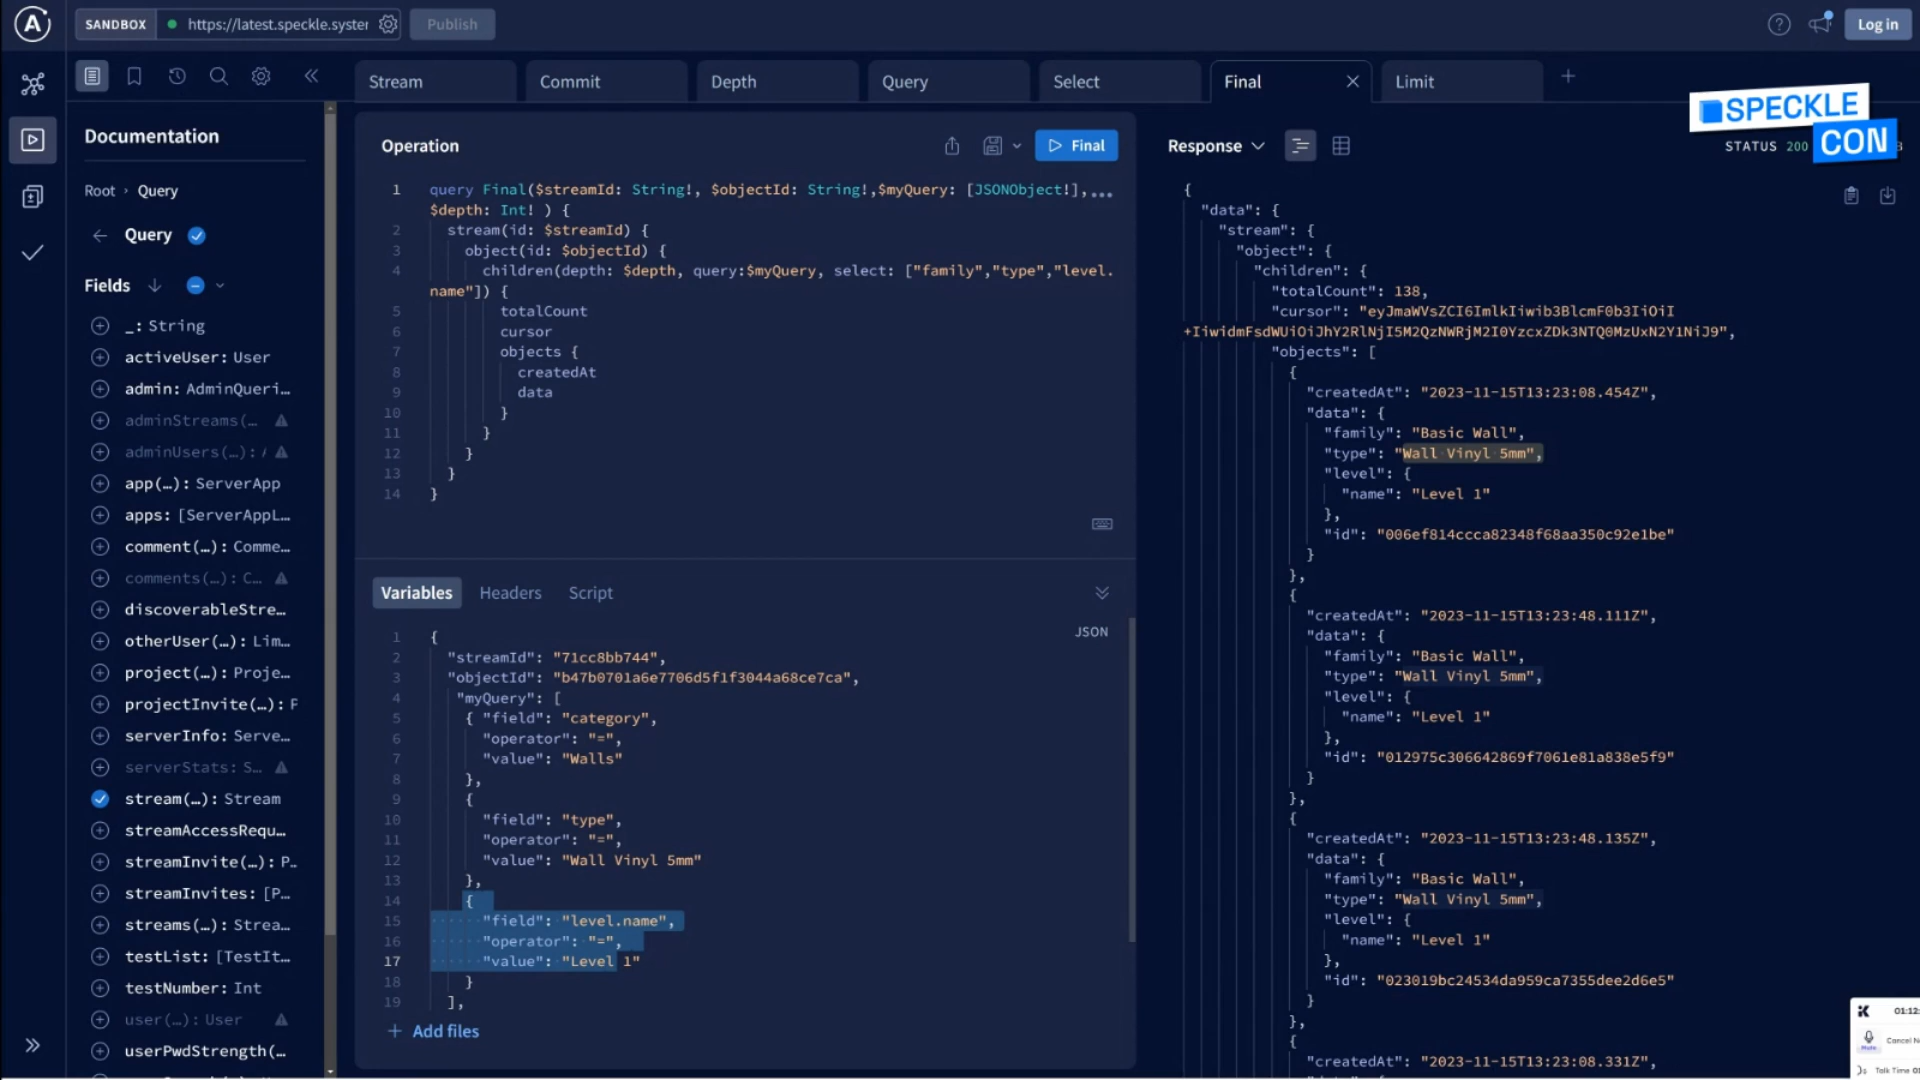 SANDBOX https://latest.speckle.syster Publish
Log in
Stream Commit Depth Query Select Final Limit
SPECKLE CON
Documentation
Root › Query
Query
Fields
_: String
activeUser: User
admin: AdminQueri…
adminStreams(…
adminUsers(…): A
app(…): ServerApp
apps: [ServerAppL…
comment(…): Comme…
comments(…): C…
discoverableStre…
otherUser(…): Lim…
project(…): Proje…
projectInvite(…): P
serverInfo: Serve…
serverStats: S…
stream(…): Stream
streamAccessRequ…
streamInvite(…): P…
streamInvites: [P…
streams(…): Strea…
testList: [TestIt…
testNumber: Int
user(…): User
userPwdStrength(…
Operation
Final
1 query Final($streamId: String!, $objectId: String!,$myQuery: [JSONObject!],...
$depth: Int! ) {
2 stream(id: $streamId) {
3 object(id: $objectId) {
4 children(depth: $depth, query:$myQuery, select: ["family","type","level.
name"]) {
5 totalCount
6 cursor
7 objects {
8 createdAt
9 data
10 }
11 }
12 }
13 }
14 }
Variables Headers Script
JSON
1 {
2 "streamId": "71cc8bb744",
3 "objectId": "b47b0701a6e7706d5f1f3044a68ce7ca",
4 "myQuery": [
5 { "field": "category",
6 "operator": "=",
7 "value": "Walls"
8 },
9 {
10 "field": "type",
11 "operator": "=",
12 "value": "Wall Vinyl 5mm"
13 },
14 {
15 "field": "level.name",
16 "operator": "=",
17 "value": "Level 1"
18 }
19 ],
+ Add files
Response
STATUS 200
{
"data": {
"stream": {
"object": {
"children": {
"totalCount": 138,
"cursor": "eyJmaWVsZCI6ImlkIiwib3BlcmF0b3IiOiI
+IiwidmFsdWUiOiJhY2RlNjI5M2QzNWRjM2I0YzcxZDk3NTQ0MzUxN2Y1NiJ9",
"objects": [
{
"createdAt": "2023-11-15T13:23:08.454Z",
"data": {
"family": "Basic Wall",
"type": "Wall Vinyl 5mm",
"level": {
"name": "Level 1"
},
"id": "006ef814ccca82348f68aa350c92e1be"
}
},
{
"createdAt": "2023-11-15T13:23:48.111Z",
"data": {
"family": "Basic Wall",
"type": "Wall Vinyl 5mm",
"level": {
"name": "Level 1"
},
"id": "012975c306642869f7061e81a838e5f9"
}
},
{
"createdAt": "2023-11-15T13:23:48.135Z",
"data": {
"family": "Basic Wall",
"type": "Wall Vinyl 5mm",
"level": {
"name": "Level 1"
},
"id": "023019bc24534da959ca7355dee2d6e5"
}
},
{
"createdAt": "2023-11-15T13:23:08.331Z",
01:12:
Mute Cancel N
Talk Time